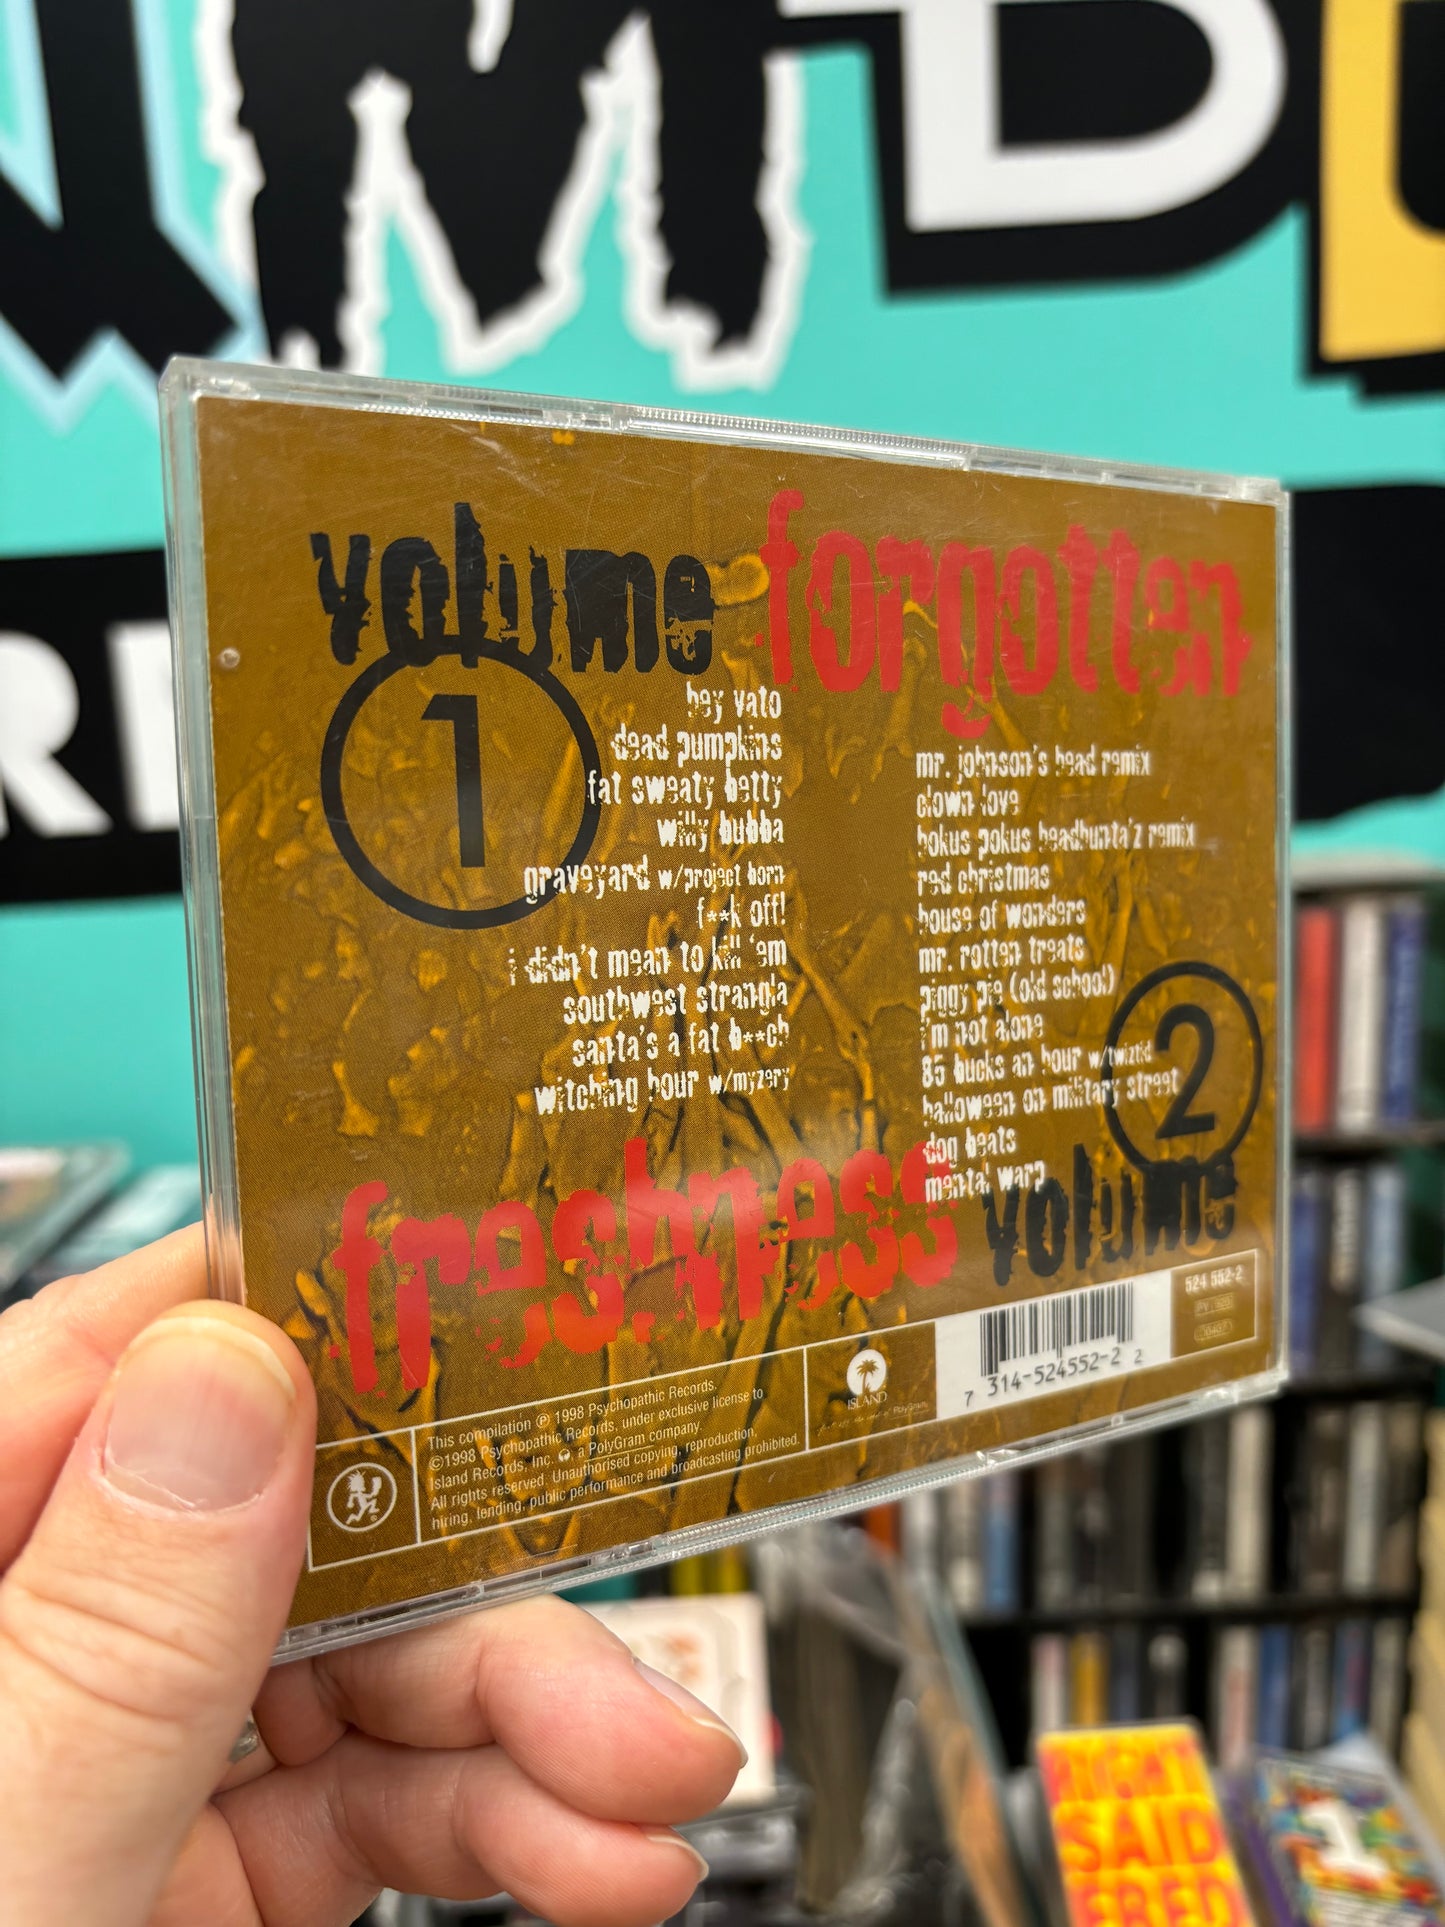 volume forgotten
1
hey vato
dead pumpkins
fat sweaty betty
willy bubba
graveyard w/project born
f**k off!
i didn't mean to kill 'em
southwest strangla
santa's a fat b**ch
witching hour w/myzery
mr. johnson's head remix
clown love
hokus pokus headhunta'z remix
red christmas
house of wonders
mr. rotten treats
piggy pie (old school)
i'm not alone
85 bucks an hour w/twiztid
halloween on military street
dog beats
mental warp
2
freshness volume
This compilation ℗ 1998 Psychopathic Records,
©1998 Psychopathic Records, under exclusive license to
Island Records, Inc. a PolyGram company.
All rights reserved. Unauthorised copying, reproduction,
hiring, lending, public performance and broadcasting prohibited.
ISLAND
7 314-524552-2 2
524 552-2
SAID